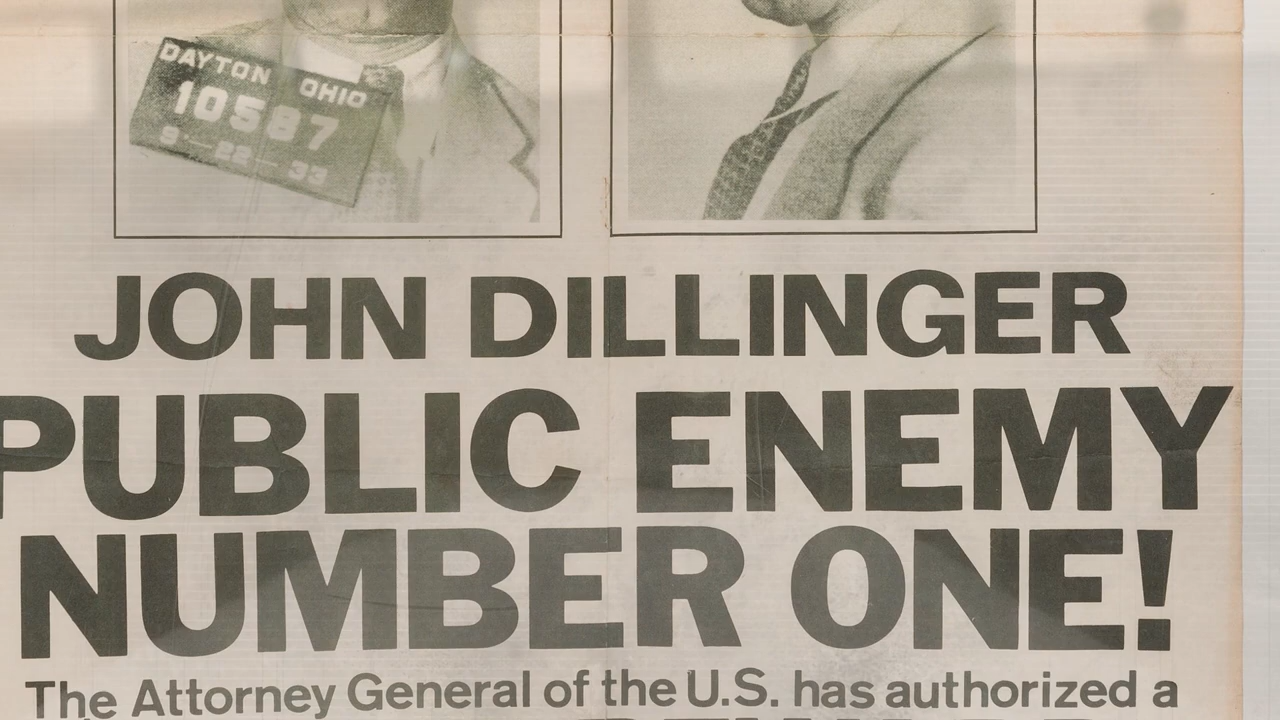 DAYTON OHIO
10587
9-22-33
JOHN DILLINGER
PUBLIC ENEMY
NUMBER ONE!
The Attorney General of the U.S. has authorized a